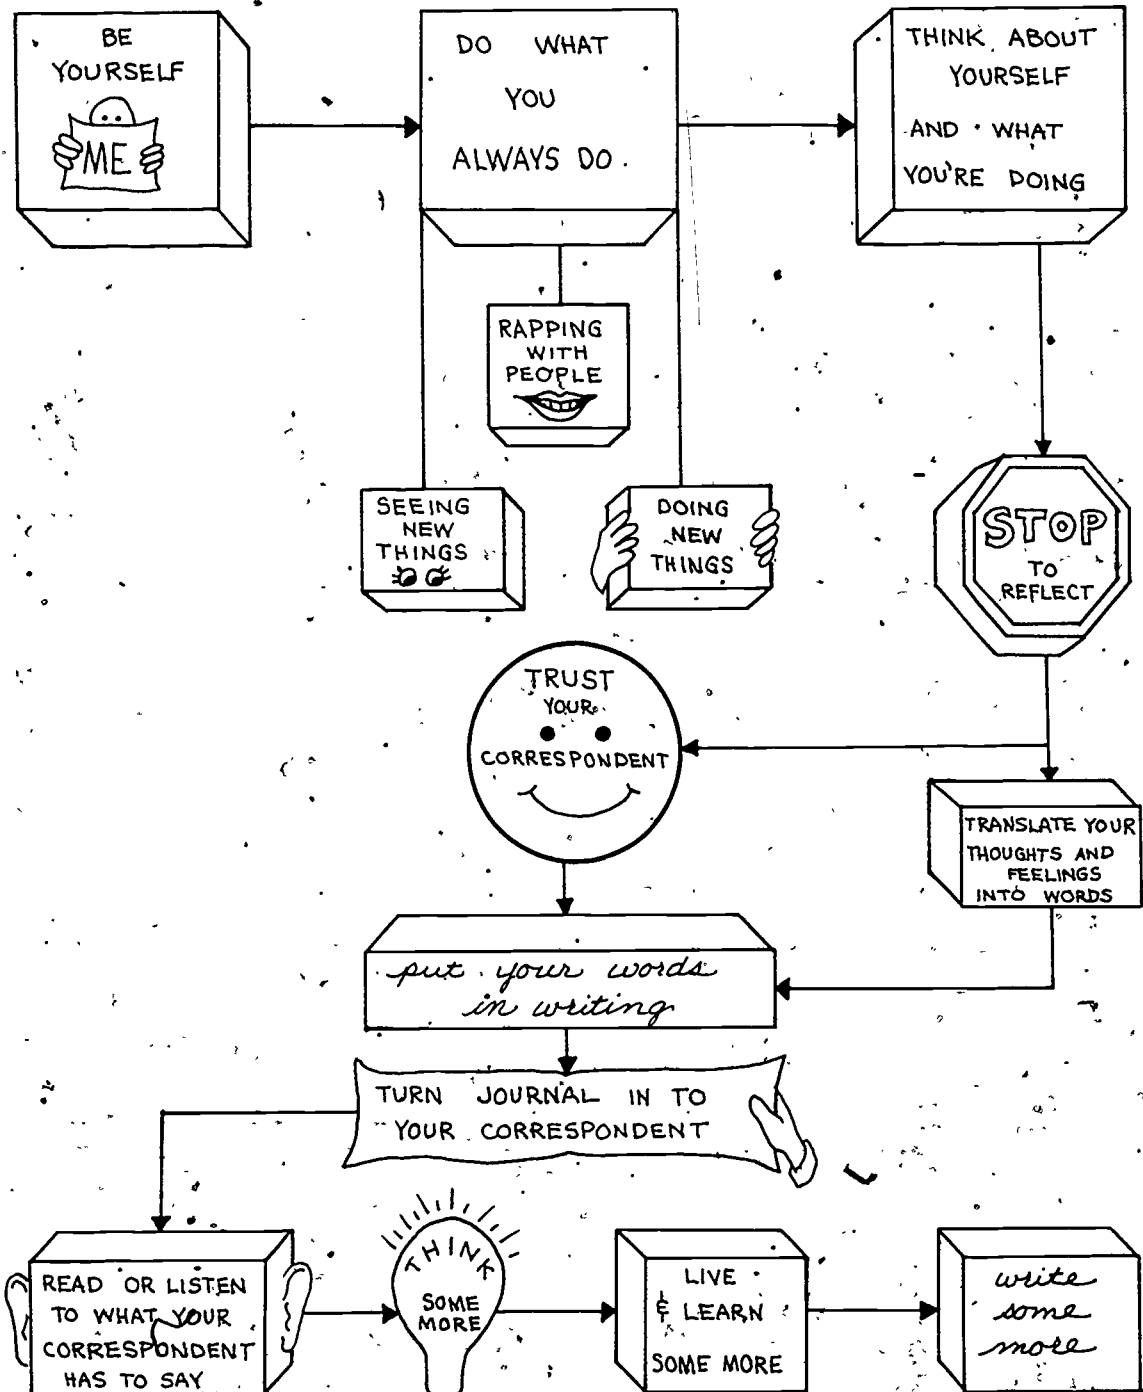 BE
YOURSELF
ME
DO WHAT
YOU
ALWAYS DO.
THINK ABOUT
YOURSELF
AND WHAT
YOU'RE DOING
RAPPING
WITH
PEOPLE
SEEING
NEW
THINGS
DOING
NEW
THINGS
STOP
TO
REFLECT
TRUST
YOUR
CORRESPONDENT
TRANSLATE YOUR
THOUGHTS AND
FEELINGS
INTO WORDS
put your words
in writing
TURN JOURNAL IN TO
YOUR CORRESPONDENT
READ OR LISTEN
TO WHAT YOUR
CORRESPONDENT
HAS TO SAY
THINK
SOME
MORE
LIVE
& LEARN
SOME MORE
write
some
more